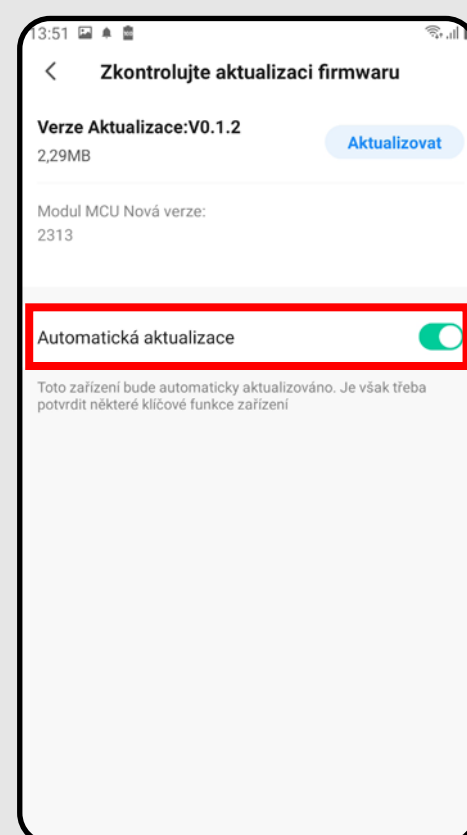 13:51
Zkontrolujte aktualizaci firmwaru
Verze Aktualizace:V0.1.2
2,29MB
Aktualizovat
Modul MCU Nová verze:
2313
Automatická aktualizace
Toto zařízení bude automaticky aktualizováno. Je však třeba
potvrdit některé klíčové funkce zařízení